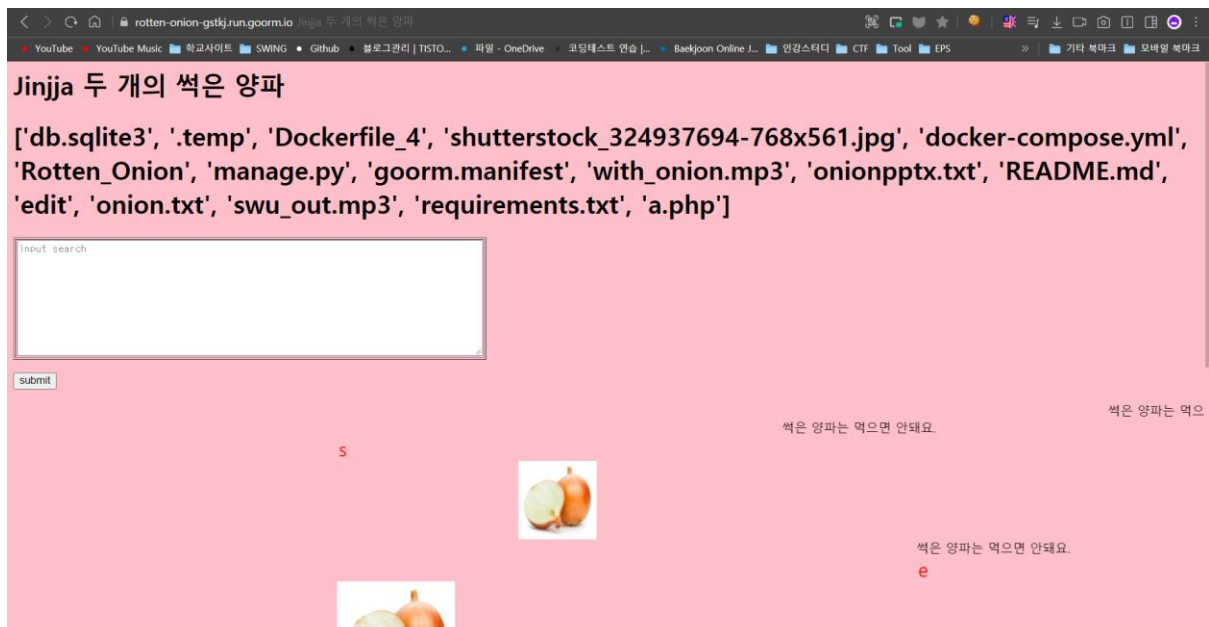 rotten-onion-gstkj.run.goorm.io Jinjja 두 개의 썩은 양파
YouTube YouTube Music 학교사이트 SWING Github 블로그관리 | TISTO... 파일 - OneDrive 코딩테스트 연습 |... Baekjoon Online J... 인강스터디 CTF Tool EPS » 기타 북마크 모바일 북마크
Jinjja 두 개의 썩은 양파
['db.sqlite3', '.temp', 'Dockerfile_4', 'shutterstock_324937694-768x561.jpg', 'docker-compose.yml',
'Rotten_Onion', 'manage.py', 'goorm.manifest', 'with_onion.mp3', 'onionpptx.txt', 'README.md',
'edit', 'onion.txt', 'swu_out.mp3', 'requirements.txt', 'a.php']
input search
submit
썩은 양파는 먹으
썩은 양파는 먹으면 안돼요.
s
썩은 양파는 먹으면 안돼요.
e